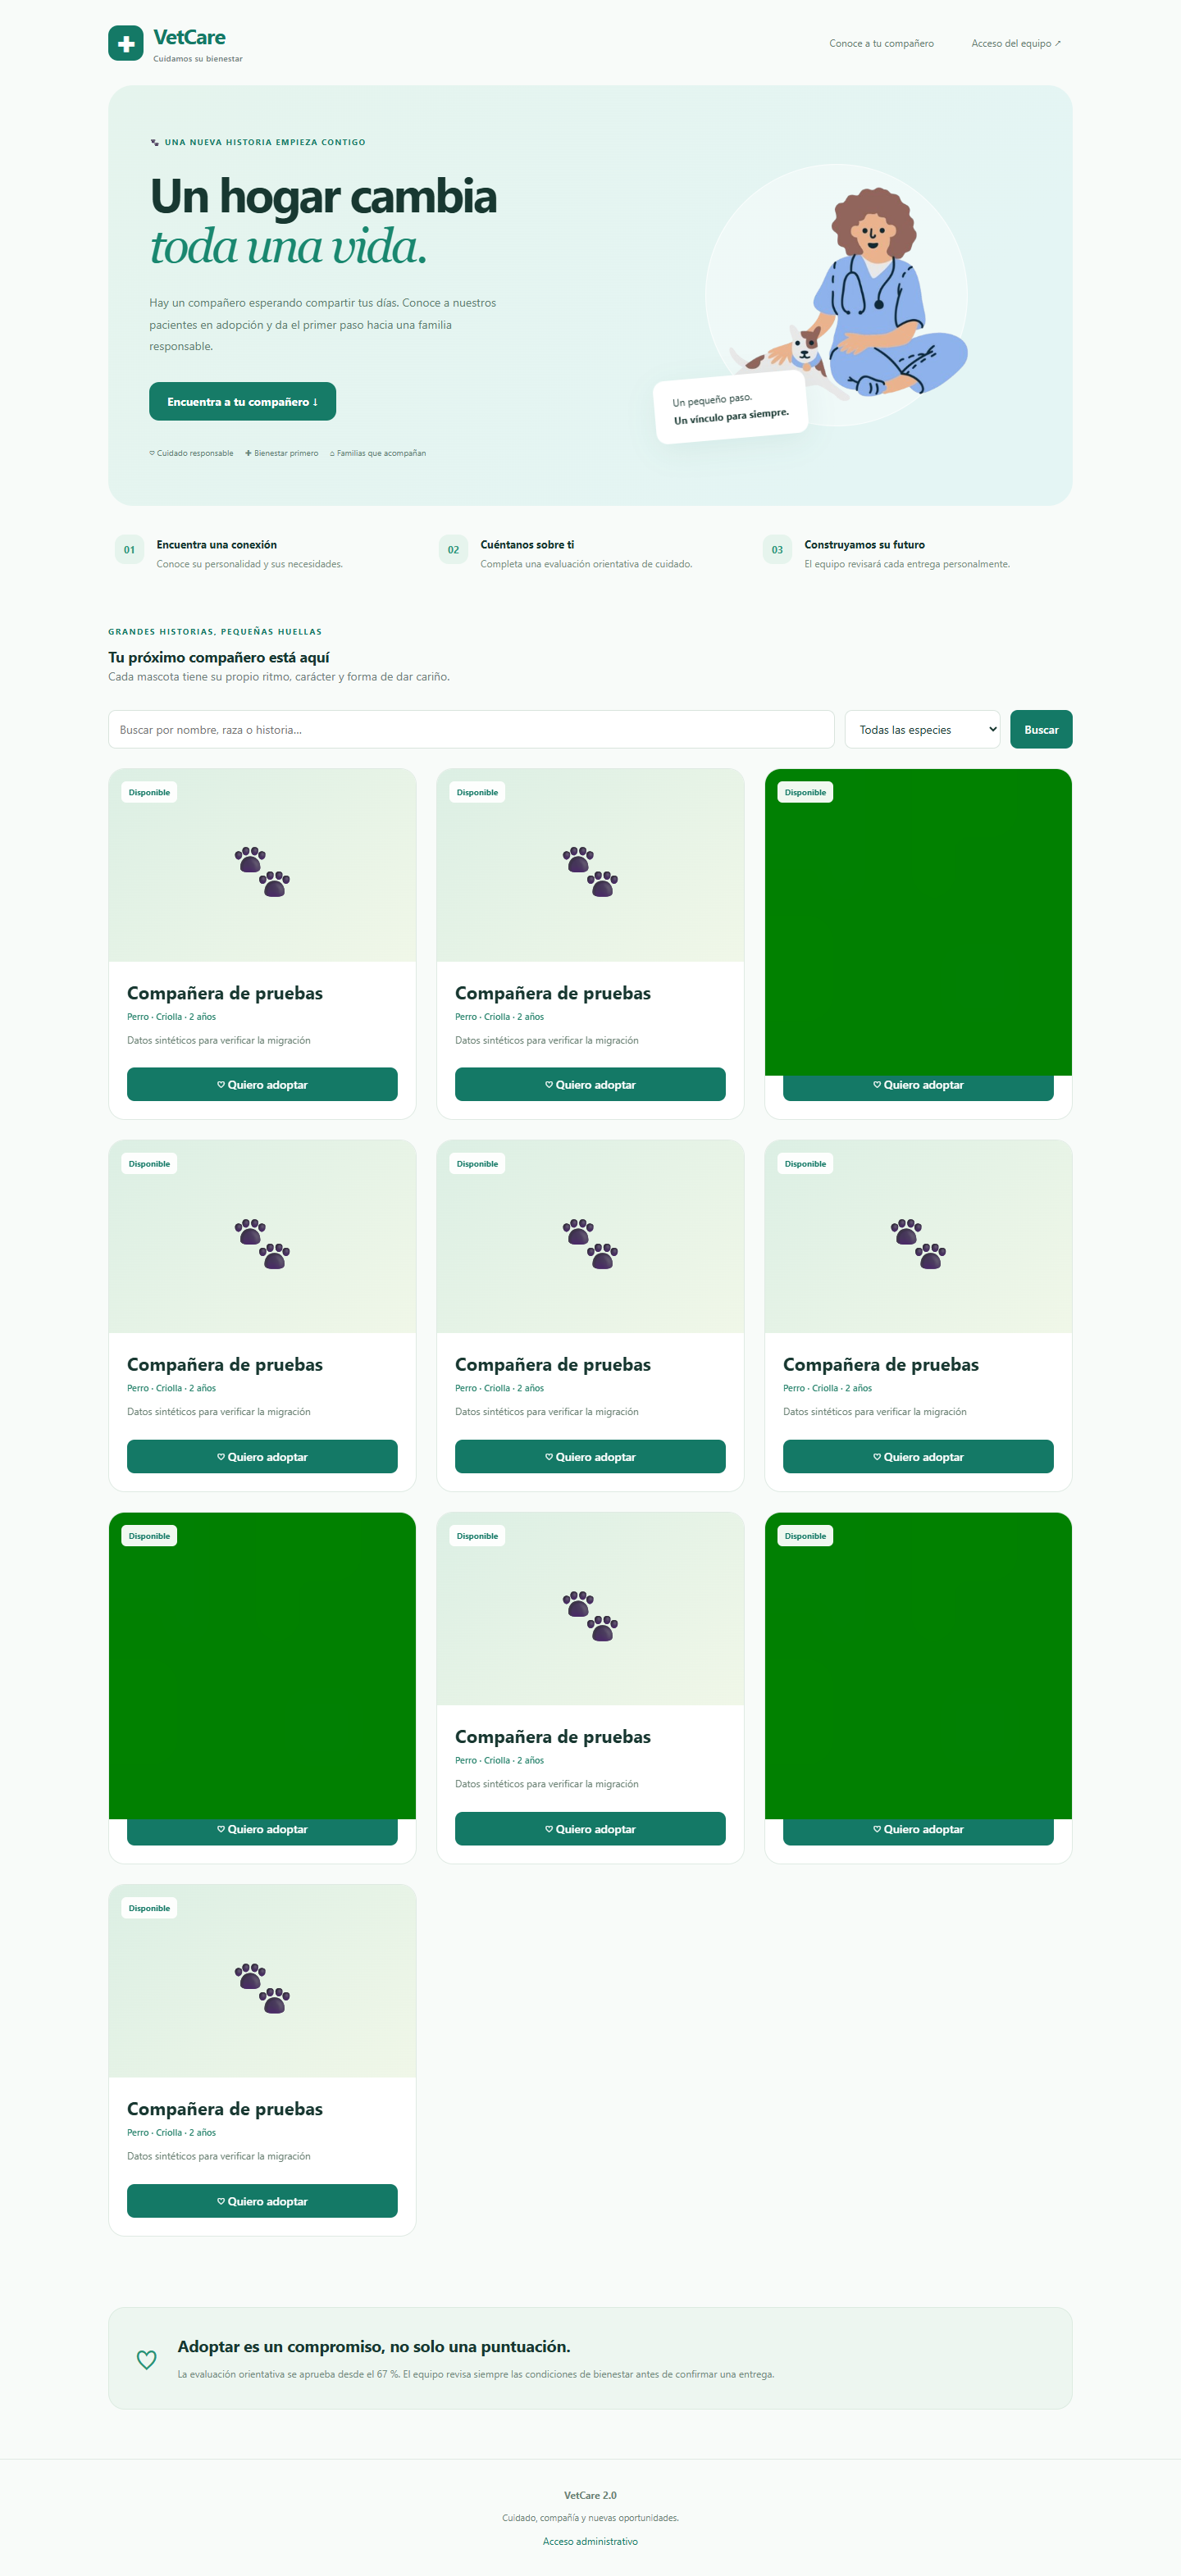 VetCare
Cuidamos su bienestar
Conoce a tu compañero
Acceso del equipo ↗
UNA NUEVA HISTORIA EMPIEZA CONTIGO
Un hogar cambia
toda una vida.
Hay un compañero esperando compartir tus días. Conoce a nuestros
pacientes en adopción y da el primer paso hacia una familia
responsable.
Encuentra a tu compañero ↓
♡ Cuidado responsable ✚ Bienestar primero ⌂ Familias que acompañan
Un pequeño paso.
Un vínculo para siempre.
01
Encuentra una conexión
Conoce su personalidad y sus necesidades.
02
Cuéntanos sobre ti
Completa una evaluación orientativa de cuidado.
03
Construyamos su futuro
El equipo revisará cada entrega personalmente.
GRANDES HISTORIAS, PEQUEÑAS HUELLAS
Tu próximo compañero está aquí
Cada mascota tiene su propio ritmo, carácter y forma de dar cariño.
Buscar por nombre, raza o historia...
Todas las especies
Buscar
Disponible
Compañera de pruebas
Perro · Criolla · 2 años
Datos sintéticos para verificar la migración
♡ Quiero adoptar
Disponible
Compañera de pruebas
Perro · Criolla · 2 años
Datos sintéticos para verificar la migración
♡ Quiero adoptar
Disponible
♡ Quiero adoptar
Disponible
Compañera de pruebas
Perro · Criolla · 2 años
Datos sintéticos para verificar la migración
♡ Quiero adoptar
Disponible
Compañera de pruebas
Perro · Criolla · 2 años
Datos sintéticos para verificar la migración
♡ Quiero adoptar
Disponible
Compañera de pruebas
Perro · Criolla · 2 años
Datos sintéticos para verificar la migración
♡ Quiero adoptar
Disponible
♡ Quiero adoptar
Disponible
Compañera de pruebas
Perro · Criolla · 2 años
Datos sintéticos para verificar la migración
♡ Quiero adoptar
Disponible
♡ Quiero adoptar
Disponible
Compañera de pruebas
Perro · Criolla · 2 años
Datos sintéticos para verificar la migración
♡ Quiero adoptar
Adoptar es un compromiso, no solo una puntuación.
La evaluación orientativa se aprueba desde el 67 %. El equipo revisa siempre las condiciones de bienestar antes de confirmar una entrega.
VetCare 2.0
Cuidado, compañía y nuevas oportunidades.
Acceso administrativo